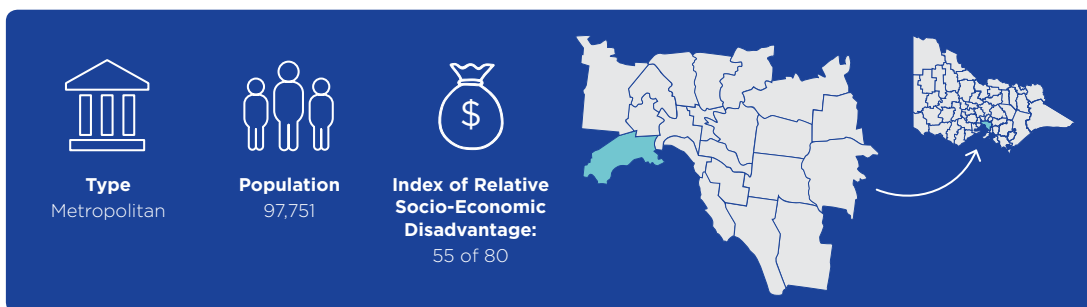 $
Type
Metropolitan
Population
97,751
Index of Relative
Socio-Economic
Disadvantage:
55 of 80